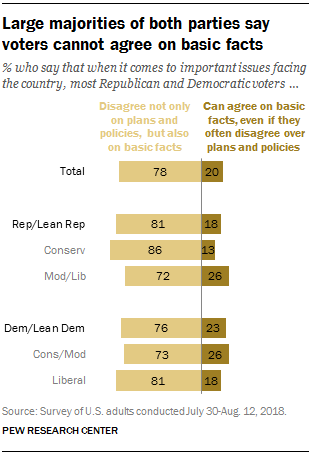 Large majorities of both parties say
voters cannot agree on basic facts
% who say that when it comes to important issues facing
the country, most Republican and Democratic voters ...
Disagree not only
on plans and
policies, but also
on basic facts
Can agree on basic
facts, even if they
often disagree over
plans and policies
Total 78 20
Rep/Lean Rep 81 18
Conserv 86 13
Mod/Lib 72 26
Dem/Lean Dem 76 23
Cons/Mod 73 26
Liberal 81 18
Source: Survey of U.S. adults conducted July 30-Aug. 12, 2018.
PEW RESEARCH CENTER